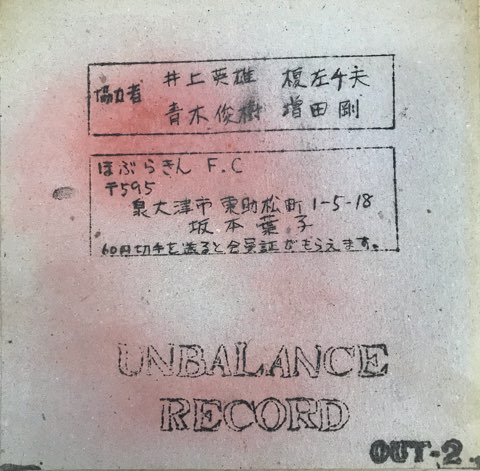 協力者 井上英雄 榎左千夫
青木俊樹 増田剛
ほぶらきん F.C
〒595
泉大津市東助松町1-5-18
坂本葉子
60円切手を送ると会員証がもらえます。
UNBALANCE
RECORD
OUT-2